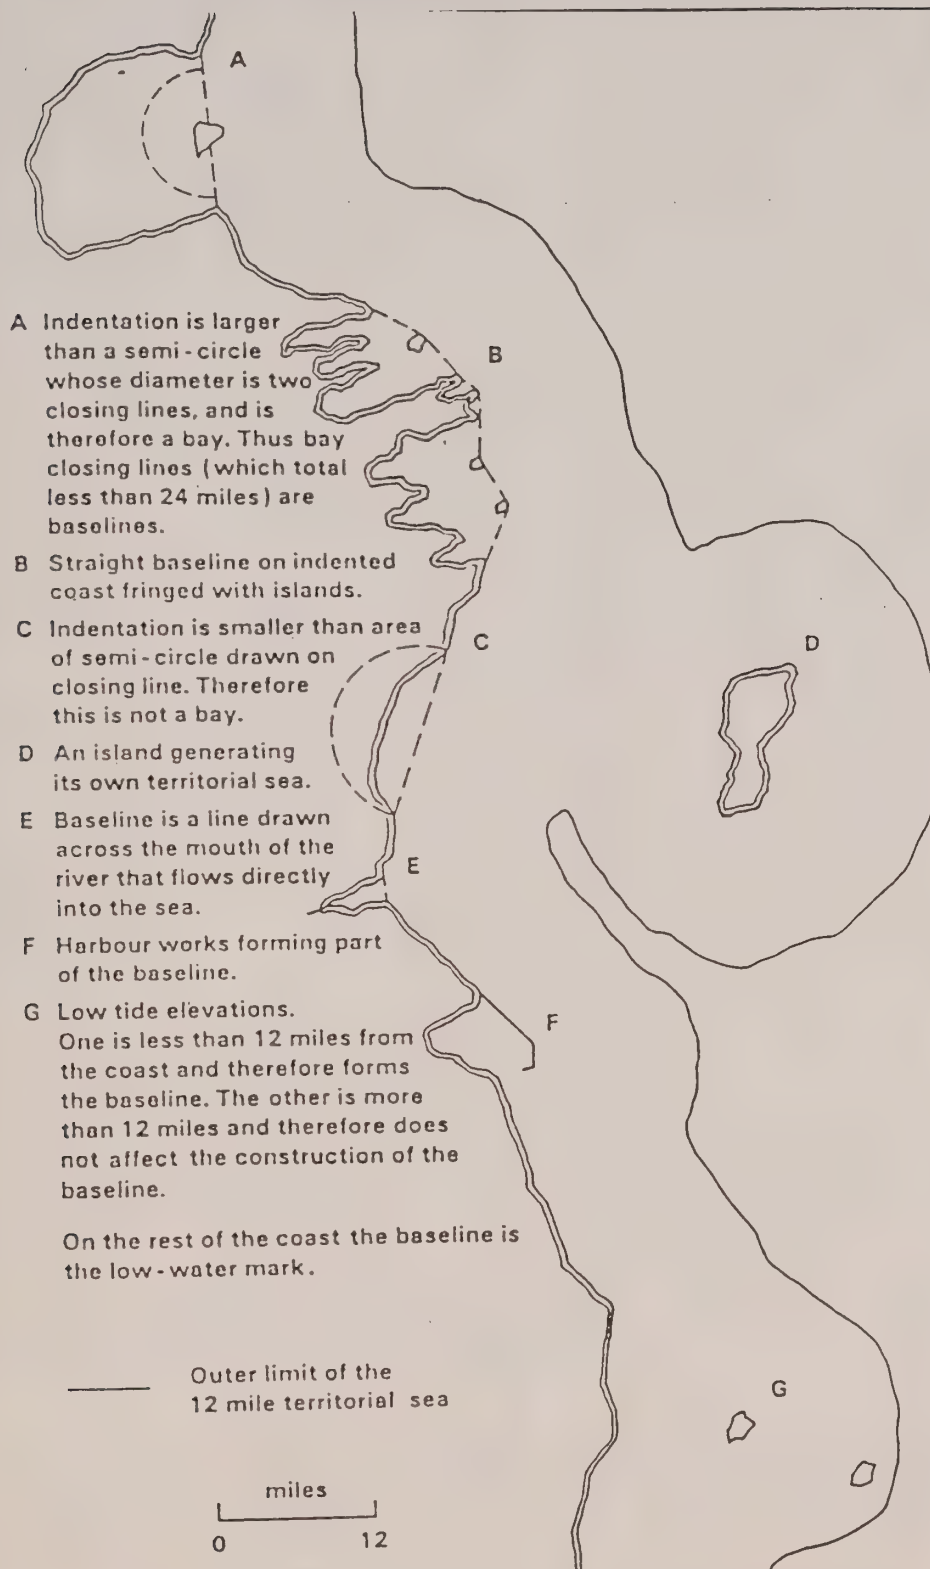 A
A Indentation is larger
than a semi-circle
whose diameter is two
closing lines, and is
therefore a bay. Thus bay
closing lines (which total
less than 24 miles) are
baselines.
B
B Straight baseline on indented
coast fringed with islands.
C Indentation is smaller than area
of semi-circle drawn on
closing line. Therefore
this is not a bay.
C
D
D An island generating
its own territorial sea.
E Baseline is a line drawn
across the mouth of the
river that flows directly
into the sea.
E
F Harbour works forming part
of the baseline.
F
G Low tide elevations.
One is less than 12 miles from
the coast and therefore forms
the baseline. The other is more
than 12 miles and therefore does
not affect the construction of the
baseline.
On the rest of the coast the baseline is
the low-water mark.
Outer limit of the
12 mile territorial sea
G
miles
0 12